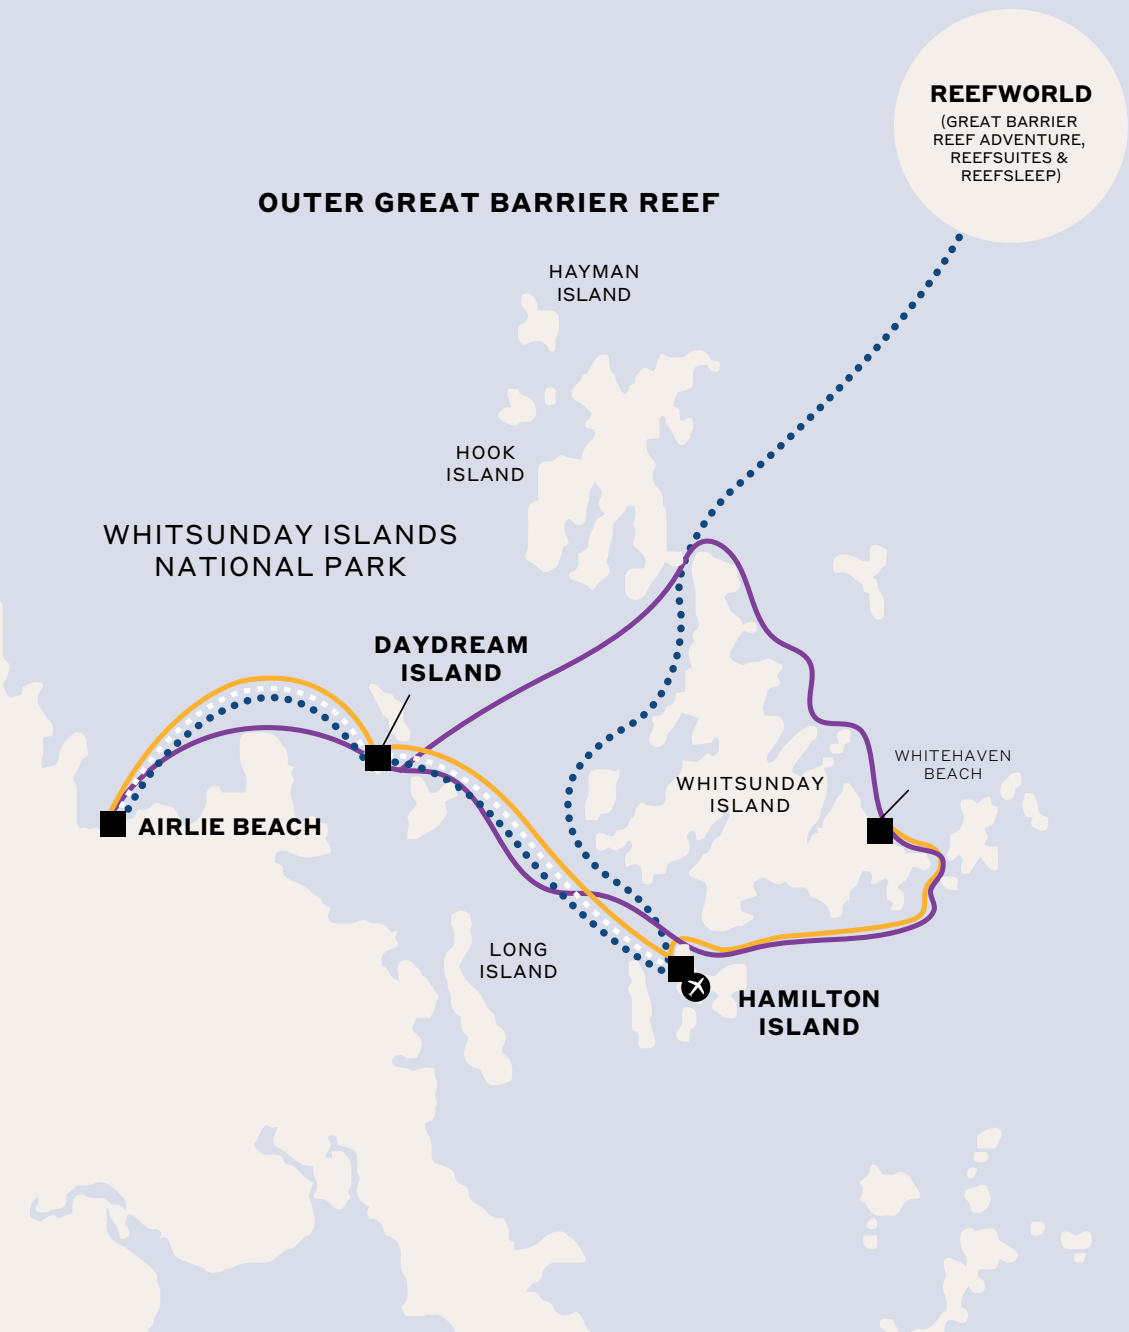 REEFWORLD
(GREAT BARRIER
REEF ADVENTURE,
REEFSUITES &
REEFSLEEP)
OUTER GREAT BARRIER REEF
HAYMAN
ISLAND
HOOK
ISLAND
WHITSUNDAY ISLANDS
NATIONAL PARK
DAYDREAM
ISLAND
WHITEHAVEN
BEACH
WHITSUNDAY
ISLAND
AIRLIE BEACH
LONG
ISLAND
HAMILTON
ISLAND